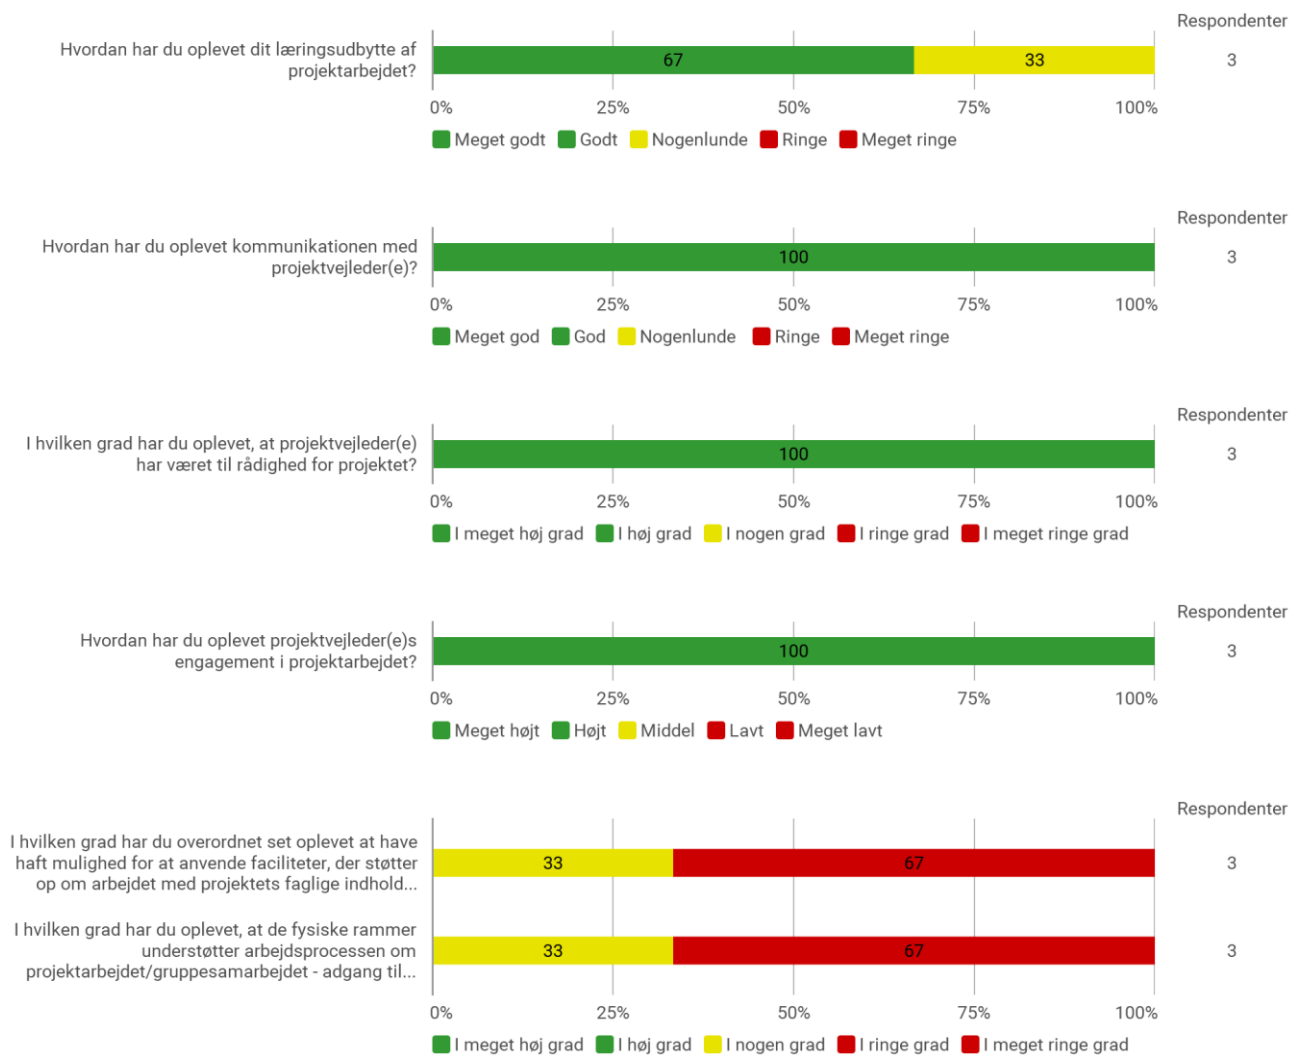 Respondenter
Hvordan har du oplevet dit læringsudbytte af
projektarbejdet?
67 33 3
0% 25% 50% 75% 100%
Meget godt Godt Nogenlunde Ringe Meget ringe
Respondenter
Hvordan har du oplevet kommunikationen med
projektvejleder(e)?
100 3
0% 25% 50% 75% 100%
Meget god God Nogenlunde Ringe Meget ringe
Respondenter
I hvilken grad har du oplevet, at projektvejleder(e)
har været til rådighed for projektet?
100 3
0% 25% 50% 75% 100%
I meget høj grad I høj grad I nogen grad I ringe grad I meget ringe grad
Respondenter
Hvordan har du oplevet projektvejleder(e)s
engagement i projektarbejdet?
100 3
0% 25% 50% 75% 100%
Meget højt Højt Middel Lavt Meget lavt
Respondenter
I hvilken grad har du overordnet set oplevet at have
haft mulighed for at anvende faciliteter, der støtter
op om arbejdet med projektets faglige indhold...
33 67 3
I hvilken grad har du oplevet, at de fysiske rammer
understøtter arbejdsprocessen om
projektarbejdet/gruppesamarbejdet - adgang til...
33 67 3
0% 25% 50% 75% 100%
I meget høj grad I høj grad I nogen grad I ringe grad I meget ringe grad